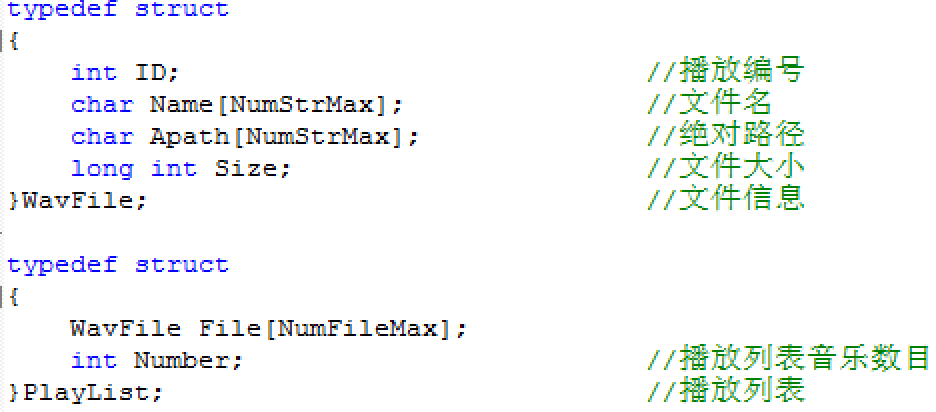 typedef struct
{
    int ID;                                    //播放编号
    char Name[NumStrMax];                      //文件名
    char Apath[NumStrMax];                     //绝对路径
    long int Size;                             //文件大小
}WavFile;                                      //文件信息
typedef struct
{
    WavFile File[NumFileMax];
    int Number;                                //播放列表音乐数目
}PlayList;                                     //播放列表